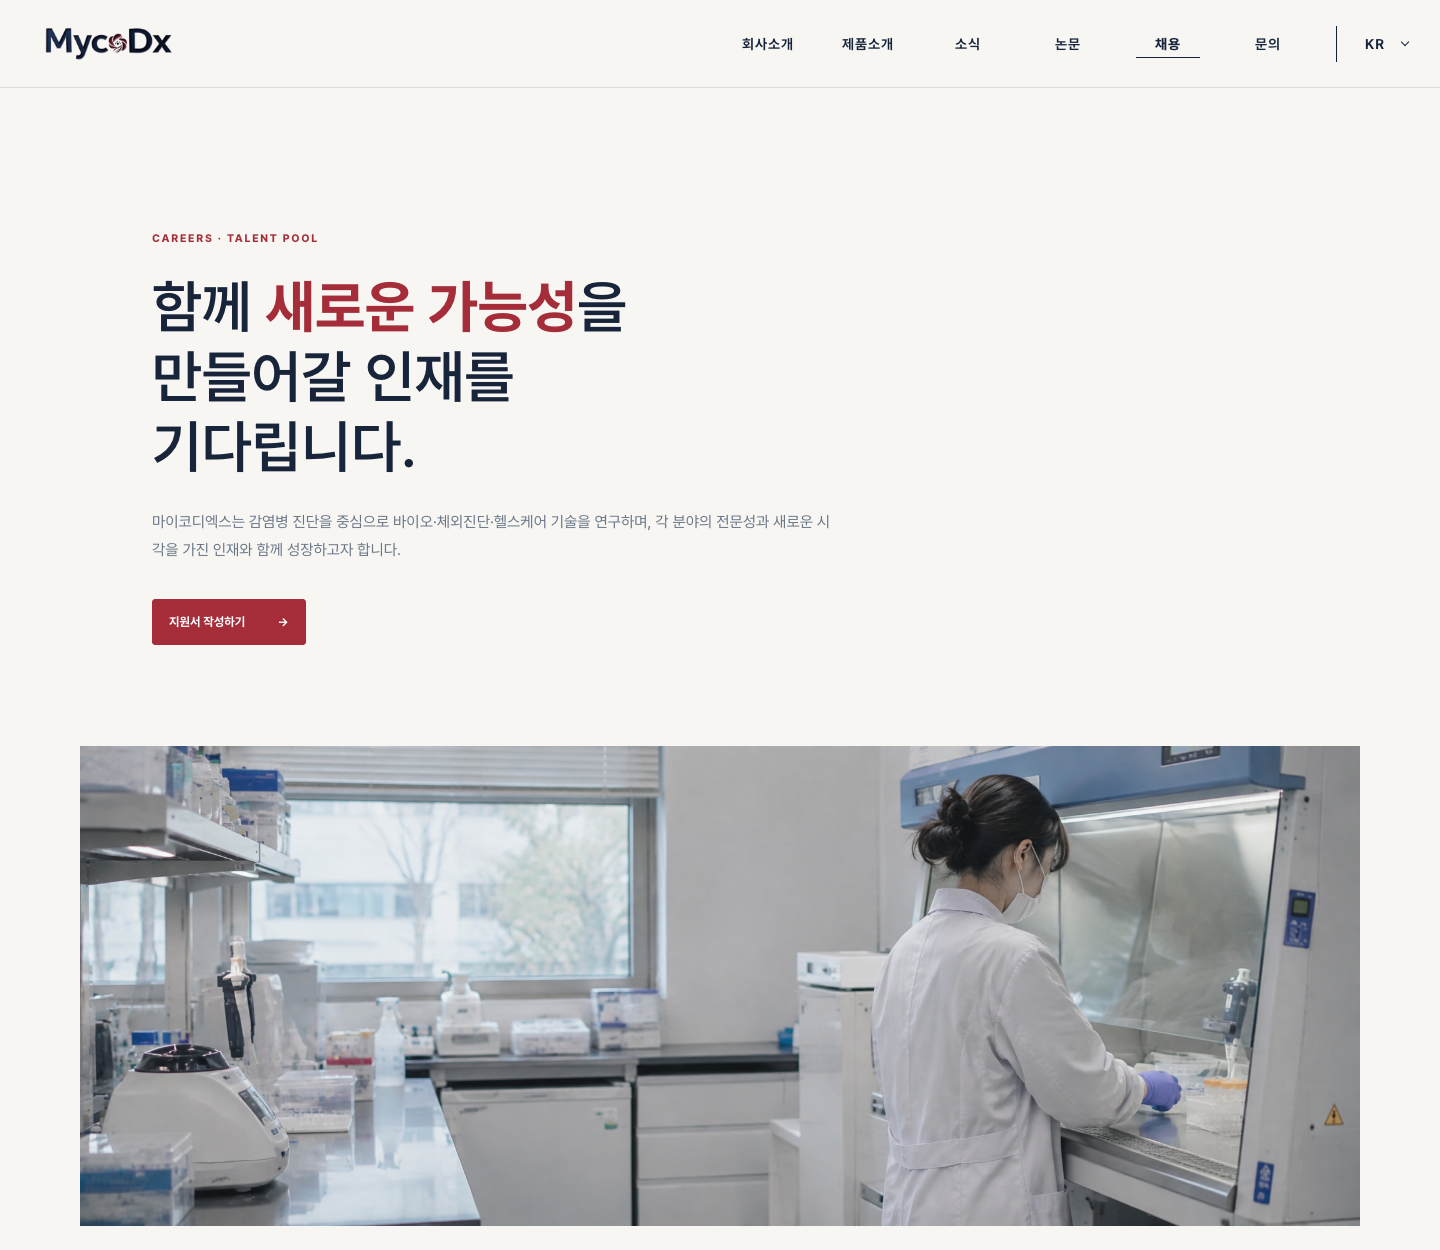 MycoDx
회사소개
제품소개
소식
논문
채용
문의
KR
CAREERS · TALENT POOL
함께 새로운 가능성을
만들어갈 인재를
기다립니다.
마이코디엑스는 감염병 진단을 중심으로 바이오·체외진단·헬스케어 기술을 연구하며, 각 분야의 전문성과 새로운 시
각을 가진 인재와 함께 성장하고자 합니다.
지원서 작성하기 →